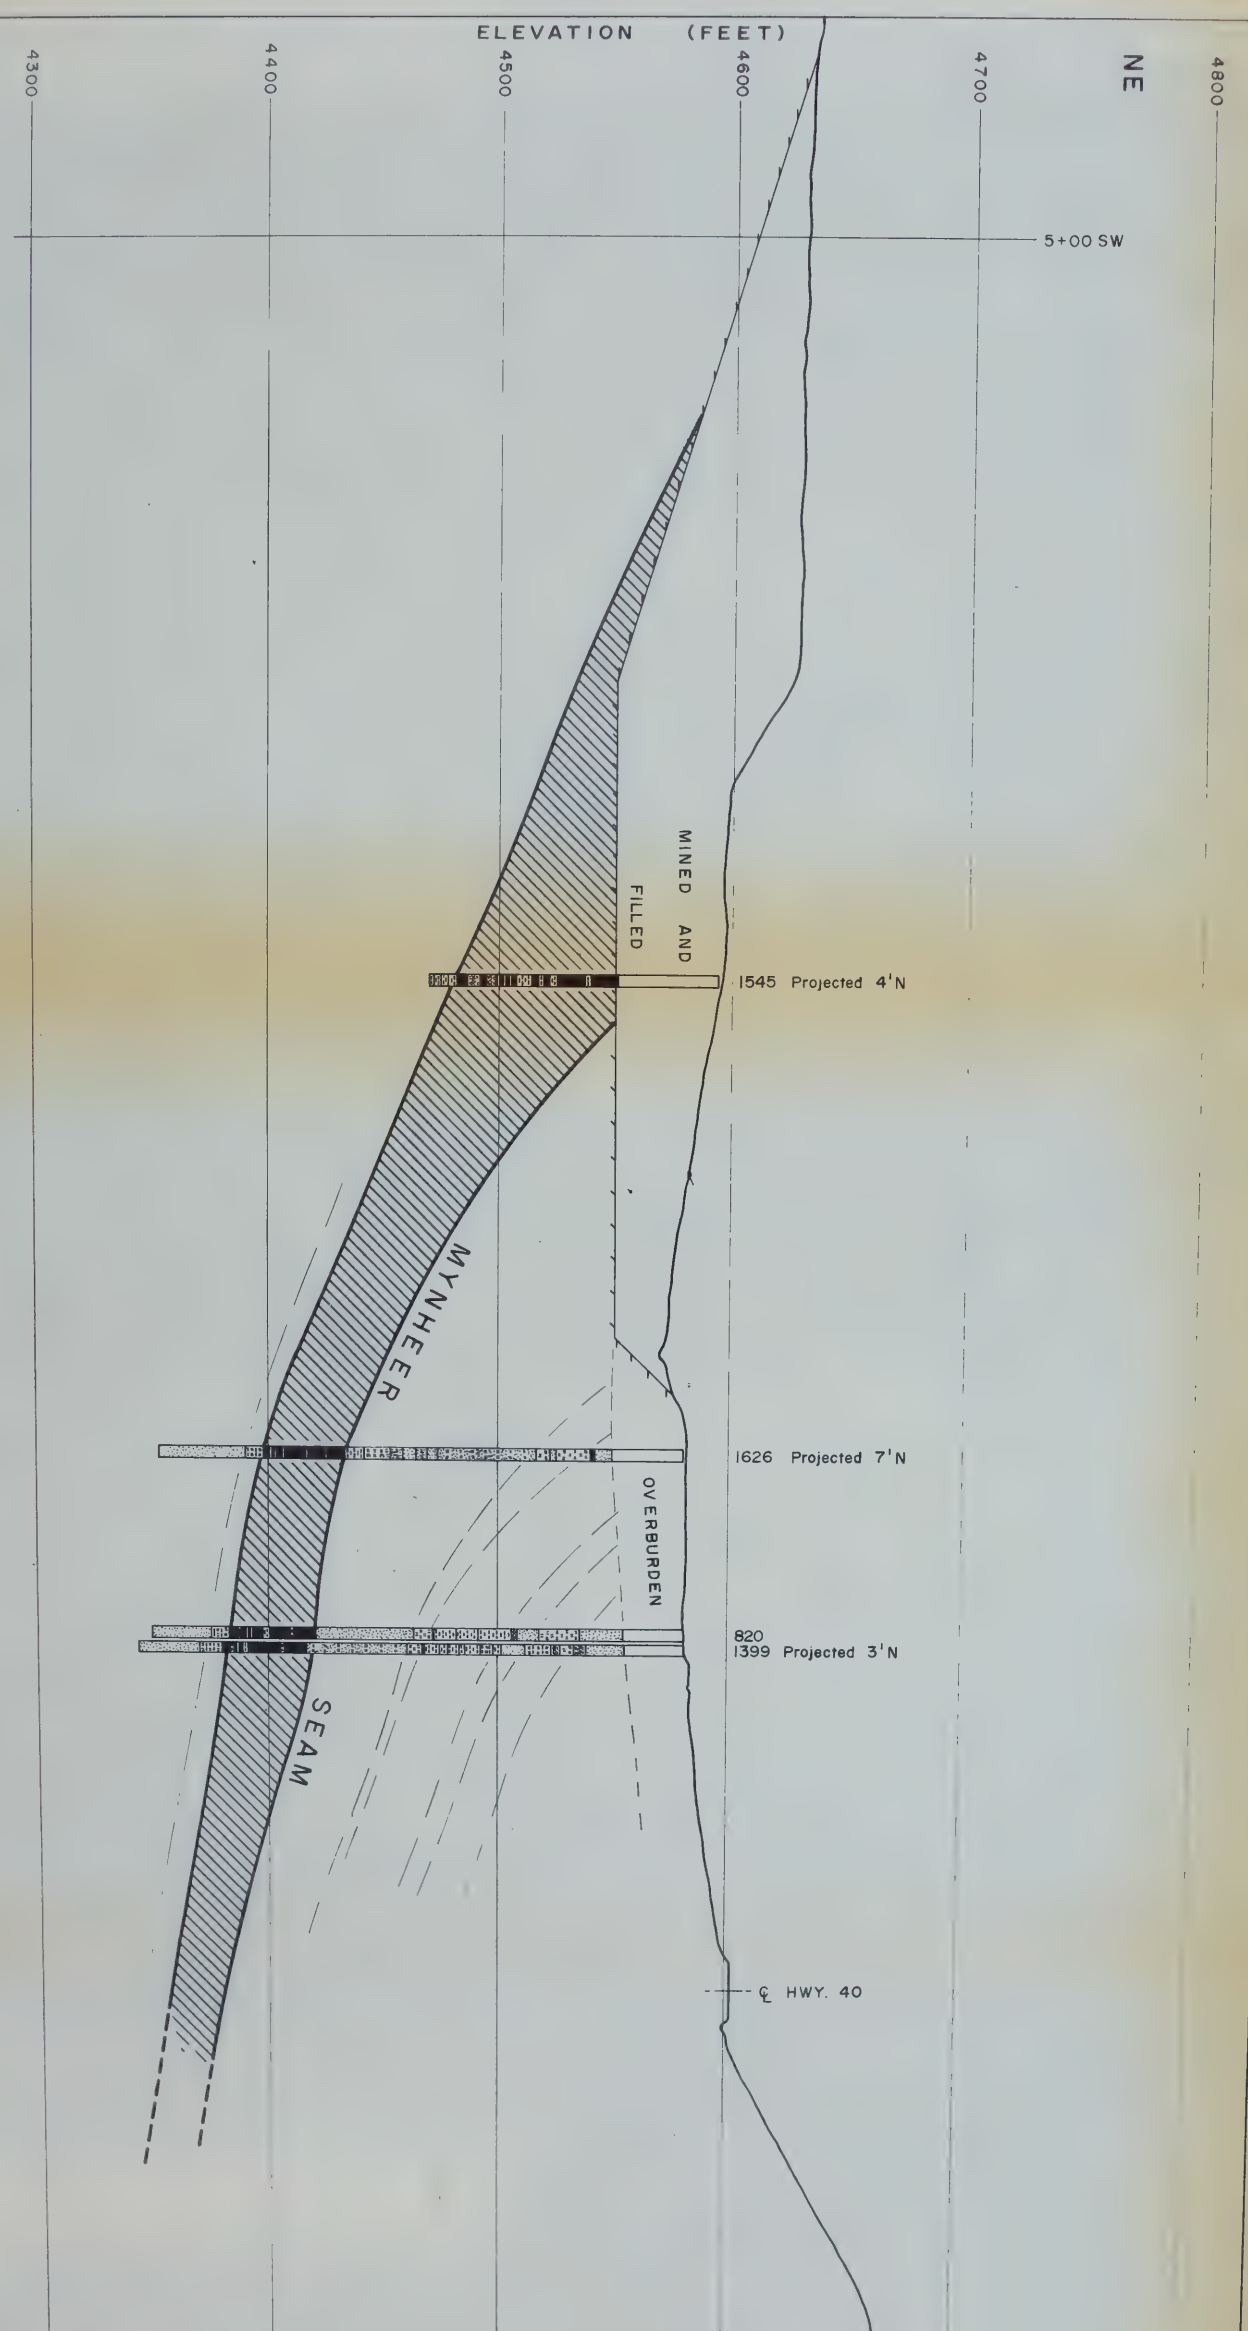 ELEVATION (FEET)
4300
4400
4500
4600
4700
4800
NE
5+00 SW
MINED AND
FILLED
1545 Projected 4'N
MYNHEER
1626 Projected 7'N
OVERBURDEN
820
1399 Projected 3'N
SEAM
℄ HWY. 40